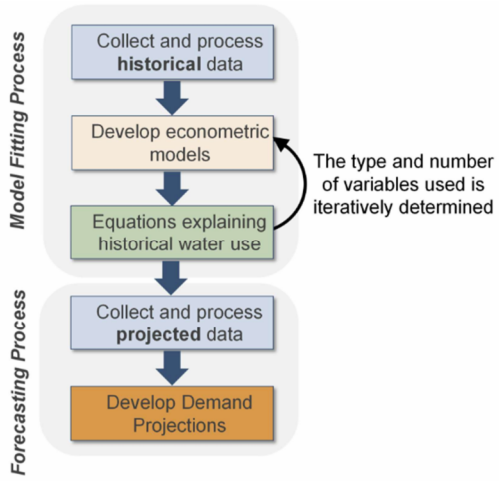 Model Fitting Process
Collect and process
historical data
Develop econometric
models
The type and number
of variables used is
iteratively determined
Equations explaining
historical water use
Forecasting Process
Collect and process
projected data
Develop Demand
Projections